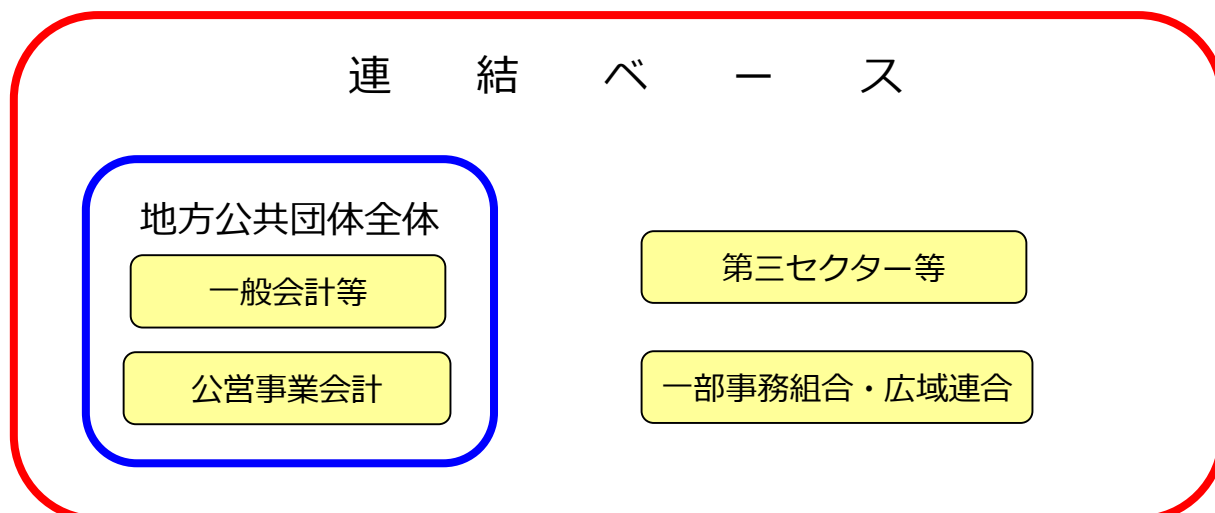 連結ベース
地方公共団体全体
一般会計等
公営事業会計
第三セクター等
一部事務組合・広域連合